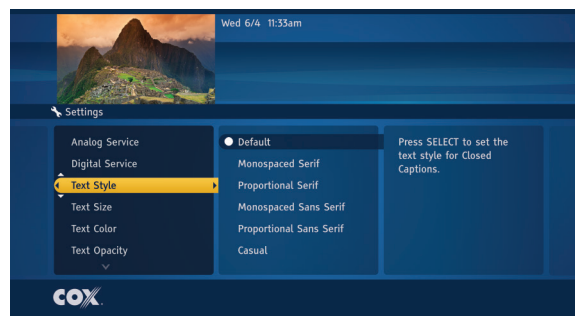 Wed 6/4 11:33am
Settings
Analog Service
Digital Service
Text Style
Text Size
Text Color
Text Opacity
Default
Monospaced Serif
Proportional Serif
Monospaced Sans Serif
Proportional Sans Serif
Casual
Press SELECT to set the
text style for Closed
Captions.
COX.